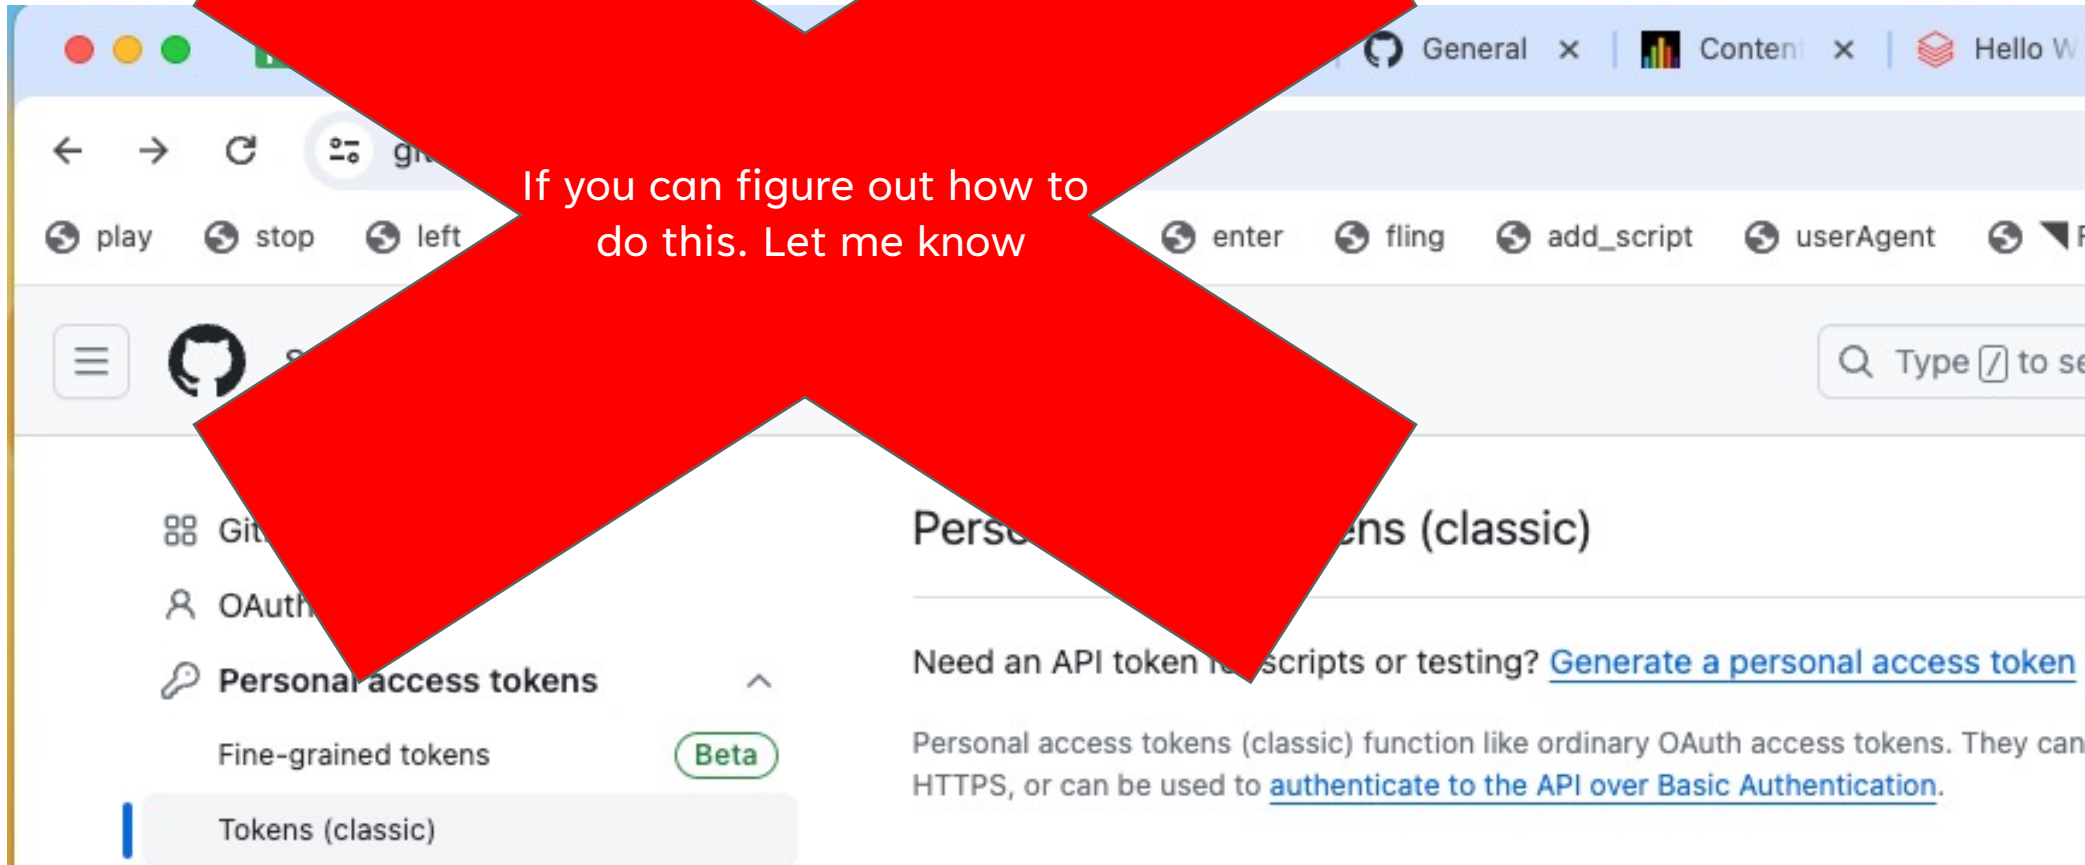 General
Conten
Hello W
If you can figure out how to
do this. Let me know
play stop left enter fling add_script userAgent
Type / to se
Pers ens (classic)
OAuth
Need an API token scripts or testing? Generate a personal access token
Personal access tokens
Fine-grained tokens Beta
Personal access tokens (classic) function like ordinary OAuth access tokens. They can
HTTPS, or can be used to authenticate to the API over Basic Authentication.
Tokens (classic)